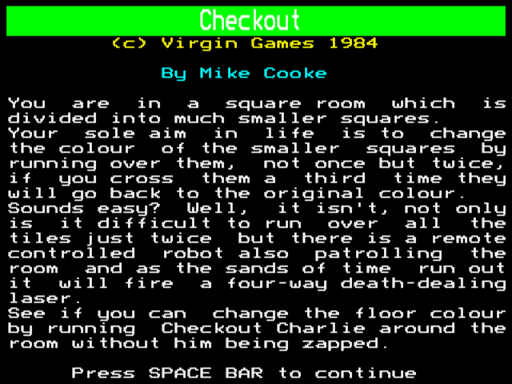 Checkout
(c) Virgin Games 1984
By Mike Cooke
You are in a square room which is
divided into much smaller squares.
Your sole aim in life is to change
the colour of the smaller squares by
running over them, not once but twice,
if you cross them a third time they
will go back to the original colour.
Sounds easy? Well, it isn't, not only
is it difficult to run over all the
tiles just twice but there is a remote
controlled robot also patrolling the
room and as the sands of time run out
it will fire a four-way death-dealing
laser.
See if you can change the floor colour
by running Checkout Charlie around the
room without him being zapped.
Press SPACE BAR to continue